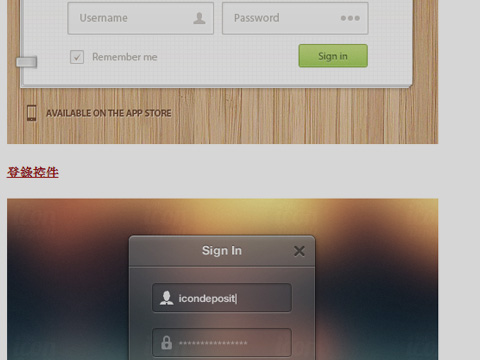 Username
Password
Remember me
Sign in
AVAILABLE ON THE APP STORE
登錄控件
Sign In
icondeposit